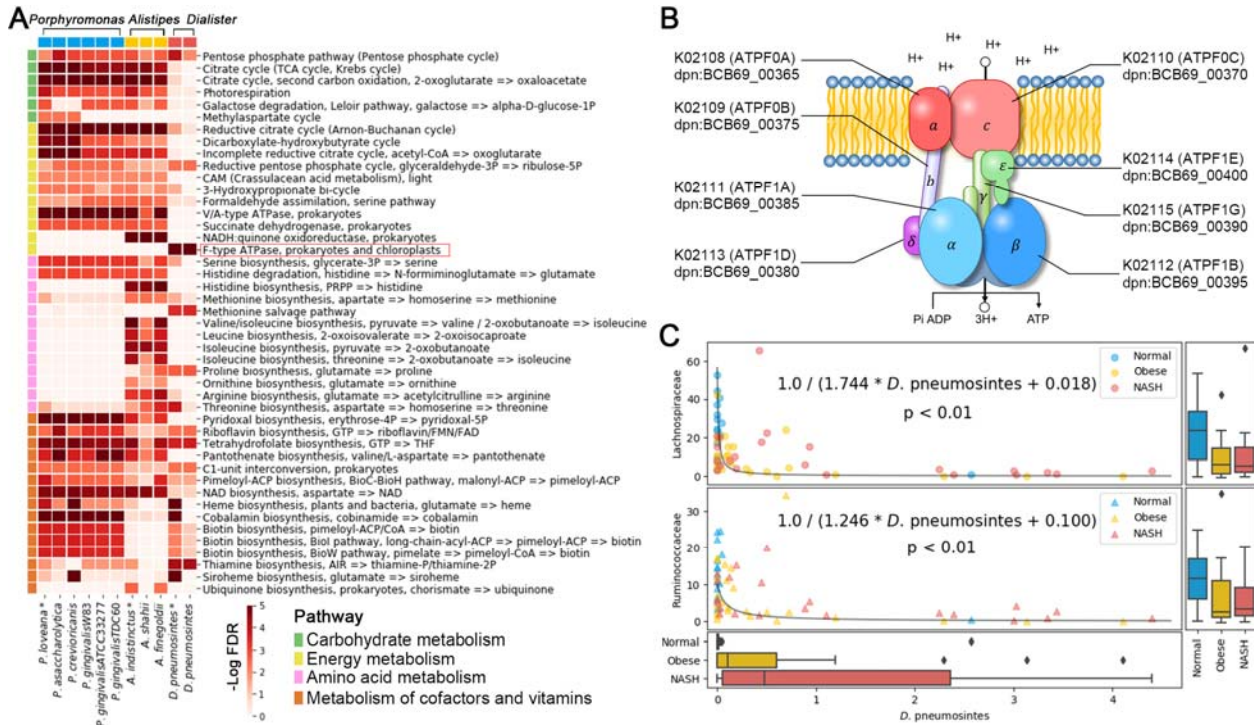 A
Porphyromonas Alistipes Dialister
Pentose phosphate pathway (Pentose phosphate cycle)
Citrate cycle (TCA cycle, Krebs cycle)
Citrate cycle, second carbon oxidation, 2-oxoglutarate => oxaloacetate
Photorespiration
Galactose degradation, Leloir pathway, galactose => alpha-D-glucose-1P
Methylaspartate cycle
Reductive citrate cycle (Arnon-Buchanan cycle)
Dicarboxylate-hydroxybutyrate cycle
Incomplete reductive citrate cycle, acetyl-CoA => oxoglutarate
Reductive pentose phosphate cycle, glyceraldehyde-3P => ribulose-5P
CAM (Crassulacean acid metabolism), light
3-Hydroxypropionate bi-cycle
Formaldehyde assimilation, serine pathway
V/A-type ATPase, prokaryotes
Succinate dehydrogenase, prokaryotes
NADH:quinone oxidoreductase, prokaryotes
F-type ATPase, prokaryotes and chloroplasts
Serine biosynthesis, glycerate-3P => serine
Histidine degradation, histidine => N-formiminoglutamate => glutamate
Histidine biosynthesis, PRPP => histidine
Methionine biosynthesis, apartate => homoserine => methionine
Methionine salvage pathway
Valine/isoleucine biosynthesis, pyruvate => valine / 2-oxobutanoate => isoleucine
Leucine biosynthesis, 2-oxoisovalerate => 2-oxoisocaproate
Isoleucine biosynthesis, pyruvate => 2-oxobutanoate
Isoleucine biosynthesis, threonine => 2-oxobutanoate => isoleucine
Proline biosynthesis, glutamate => proline
Ornithine biosynthesis, glutamate => ornithine
Arginine biosynthesis, glutamate => acetylcitrulline => arginine
Threonine biosynthesis, aspartate => homoserine => threonine
Pyridoxal biosynthesis, erythrose-4P => pyridoxal-5P
Riboflavin biosynthesis, GTP => riboflavin/FMN/FAD
Tetrahydrofolate biosynthesis, GTP => THF
Pantothenate biosynthesis, valine/L-aspartate => pantothenate
C1-unit interconversion, prokaryotes
Pimeloyl-ACP biosynthesis, BioC-BioH pathway, malonyl-ACP => pimeloyl-ACP
NAD biosynthesis, aspartate => NAD
Heme biosynthesis, plants and bacteria, glutamate => heme
Cobalamin biosynthesis, cobinamide => cobalamin
Biotin biosynthesis, pimeloyl-ACP/CoA => biotin
Biotin biosynthesis, BioI pathway, long-chain-acyl-ACP => pimeloyl-ACP => biotin
Biotin biosynthesis, BioW pathway, pimelate => pimeloyl-CoA => biotin
Thiamine biosynthesis, AIR => thiamine-P/thiamine-2P
Siroheme biosynthesis, glutamate => siroheme
Ubiquinone biosynthesis, prokaryotes, chorismate => ubiquinone
P. loveana *
P. asaccharolytica
P. crevioricanis
P. gingivalisW83
P. gingivalisATCC33277
P. gingivalisTDC60
A. indistinctus *
A. shahii
A. finegoldii
D. pneumosintes *
D. pneumosintes
-Log FDR
5
4
3
2
1
0
Pathway
Carbohydrate metabolism
Energy metabolism
Amino acid metabolism
Metabolism of cofactors and vitamins
B
K02108 (ATPF0A)
dpn:BCB69_00365
K02109 (ATPF0B)
dpn:BCB69_00375
K02111 (ATPF1A)
dpn:BCB69_00385
K02113 (ATPF1D)
dpn:BCB69_00380
H+ H+ H+ H+ H+
a c
b
ε
γ
δ α β
Pi ADP 3H+ ATP
K02110 (ATPF0C)
dpn:BCB69_00370
K02114 (ATPF1E)
dpn:BCB69_00400
K02115 (ATPF1G)
dpn:BCB69_00390
K02112 (ATPF1B)
dpn:BCB69_00395
C
Lachnospiraceae
60
40
20
0
1.0 / (1.744 * D. pneumosintes + 0.018)
p < 0.01
Normal
Obese
NASH
Ruminococcaceae
30
20
10
0
1.0 / (1.246 * D. pneumosintes + 0.100)
p < 0.01
Normal
Obese
NASH
Normal
Obese
NASH
0 1 2 3 4
D. pneumosintes
Normal
Obese
NASH